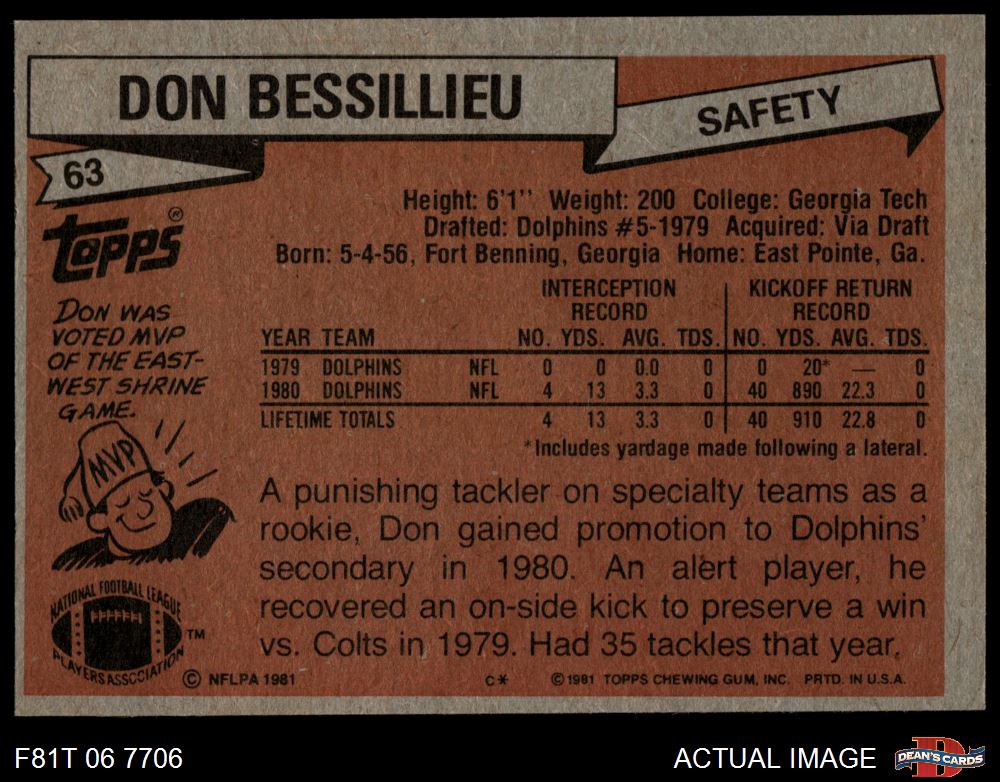 DON BESSILLIEU
SAFETY
63
topps®
Height: 6'1'' Weight: 200 College: Georgia Tech
Drafted: Dolphins #5-1979 Acquired: Via Draft
Born: 5-4-56, Fort Benning, Georgia Home: East Pointe, Ga.
DON WAS
VOTED MVP
OF THE EAST-
WEST SHRINE
GAME.
MVP
INTERCEPTION KICKOFF RETURN
RECORD RECORD
YEAR TEAM NO. YDS. AVG. TDS. NO. YDS. AVG. TDS.
1979 DOLPHINS NFL 0 0 0.0 0 0 20* — 0
1980 DOLPHINS NFL 4 13 3.3 0 40 890 22.3 0
LIFETIME TOTALS 4 13 3.3 0 40 910 22.8 0
*Includes yardage made following a lateral.
A punishing tackler on specialty teams as a
rookie, Don gained promotion to Dolphins'
secondary in 1980. An alert player, he
recovered an on-side kick to preserve a win
vs. Colts in 1979. Had 35 tackles that year.
NATIONAL FOOTBALL LEAGUE
PLAYERS ASSOCIATION
TM
© NFLPA 1981 C* © 1981 TOPPS CHEWING GUM, INC. PRTD. IN U.S.A.
F81T 06 7706
ACTUAL IMAGE
D
DEAN'S CARDS